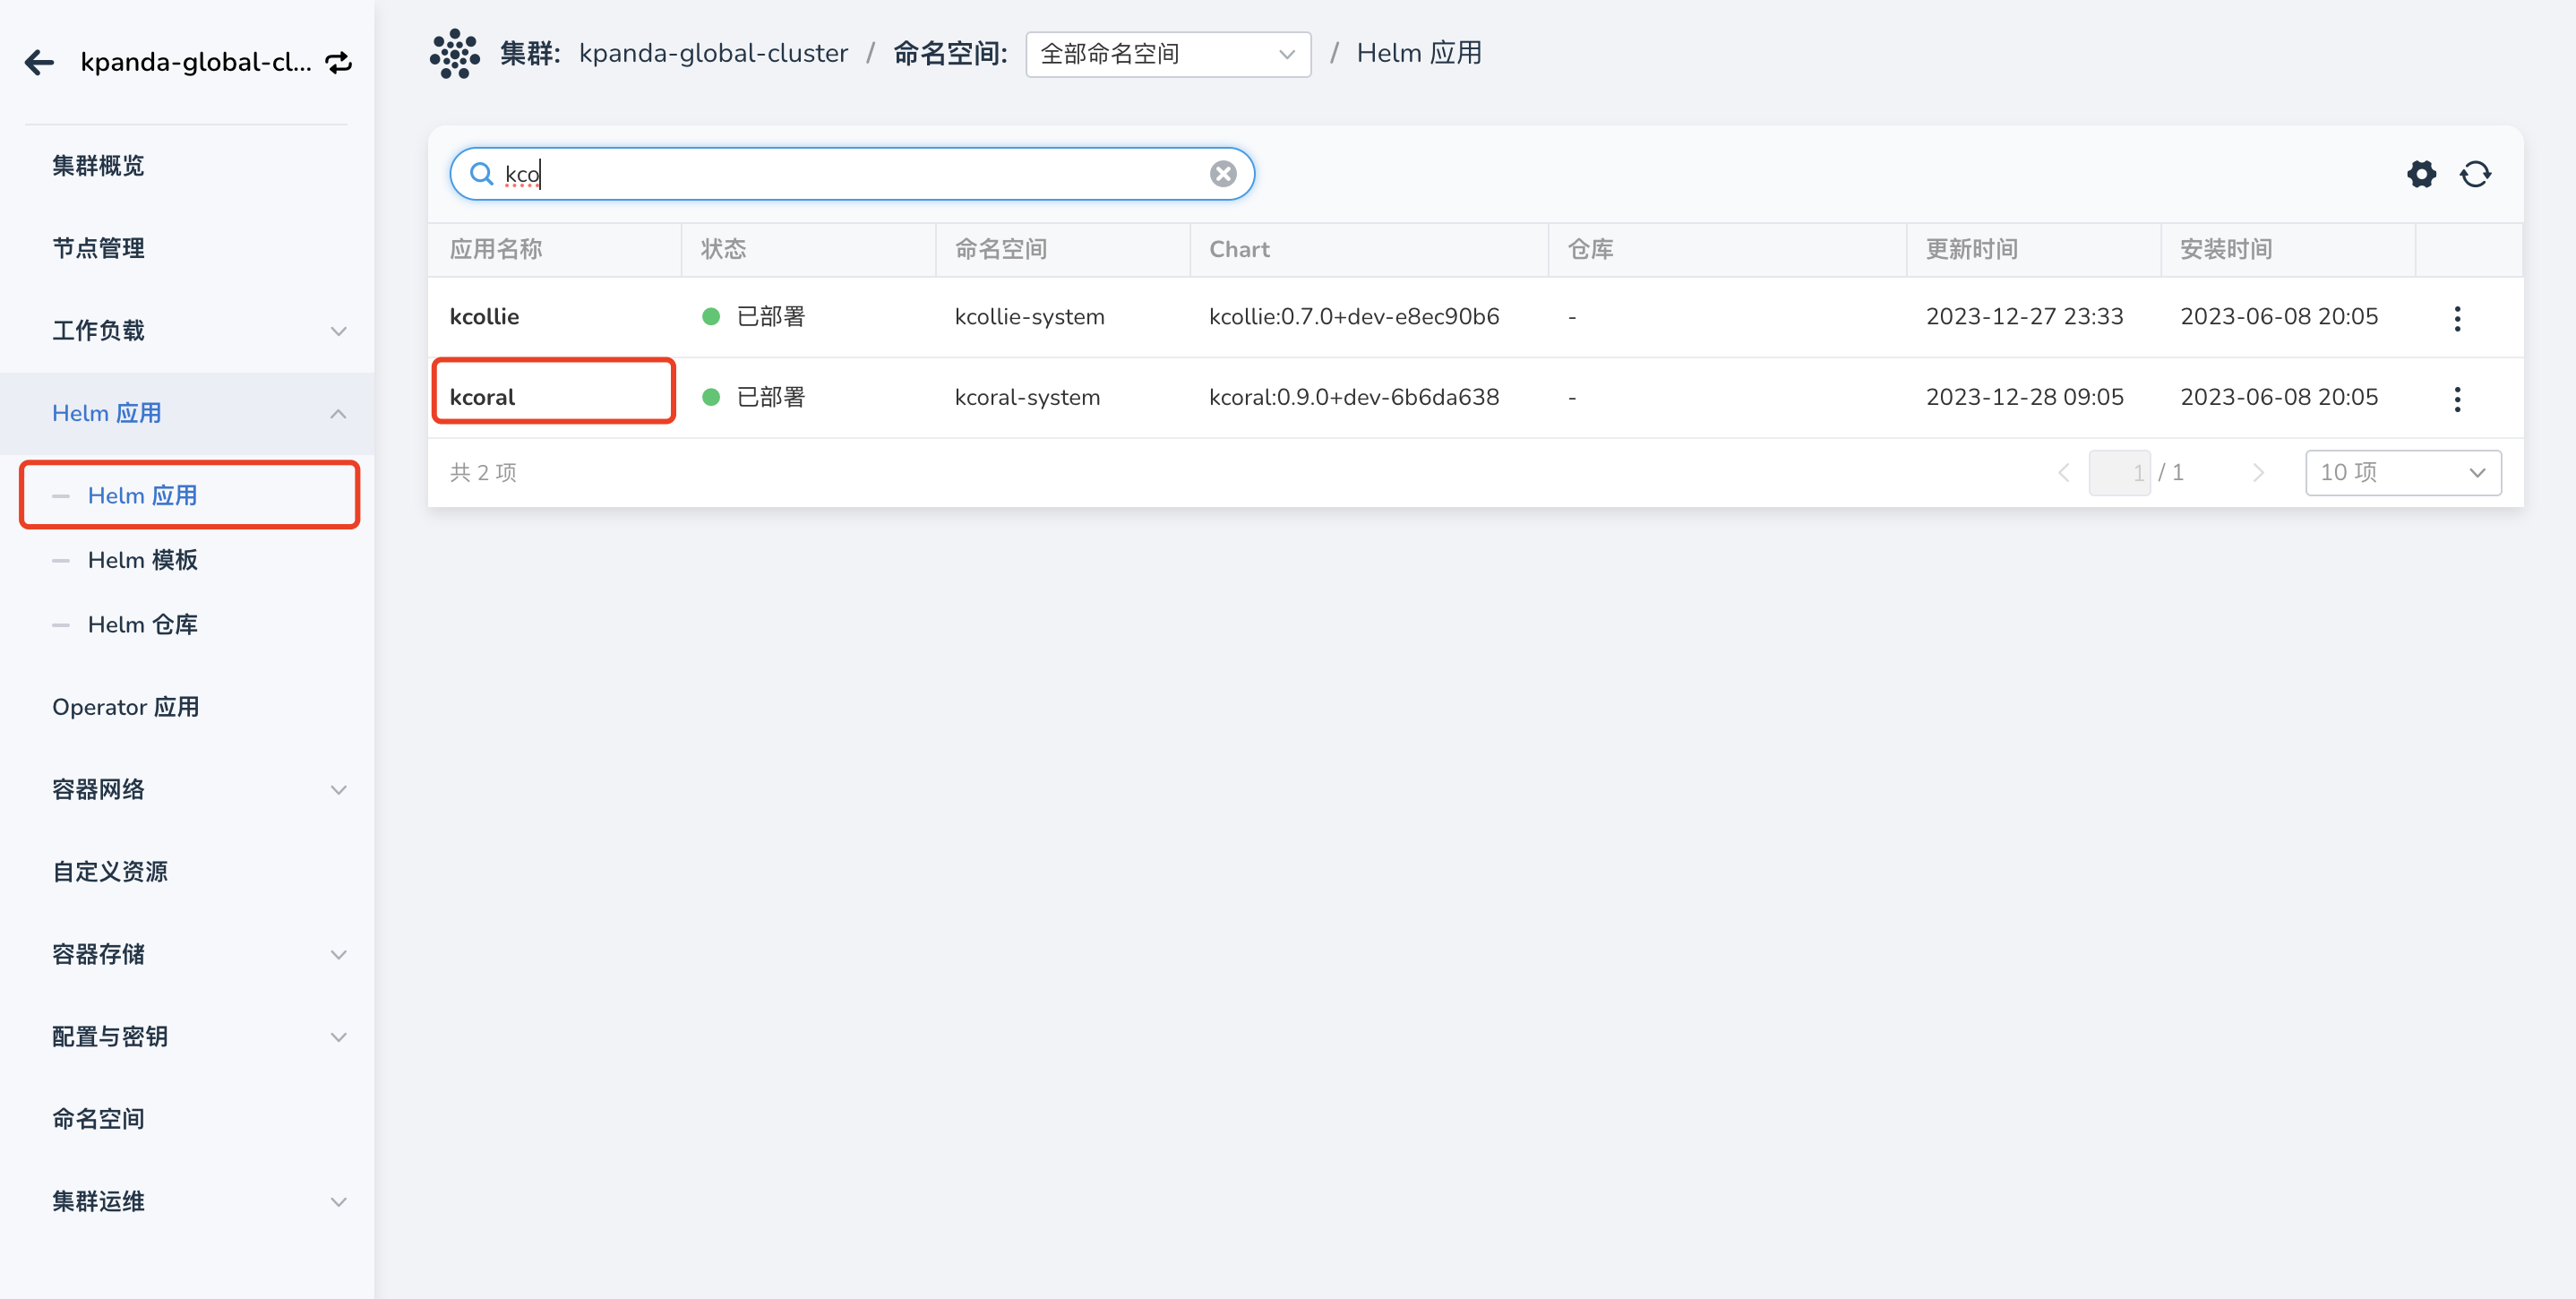 kpanda-global-cl...
集群概览
节点管理
工作负载
Helm 应用
Helm 应用
Helm 模板
Helm 仓库
Operator 应用
容器网络
自定义资源
容器存储
配置与密钥
命名空间
集群运维
集群: kpanda-global-cluster / 命名空间: 全部命名空间 / Helm 应用
kco
应用名称 状态 命名空间 Chart 仓库 更新时间 安装时间
kcollie 已部署 kcollie-system kcollie:0.7.0+dev-e8ec90b6 - 2023-12-27 23:33 2023-06-08 20:05
kcoral 已部署 kcoral-system kcoral:0.9.0+dev-6b6da638 - 2023-12-28 09:05 2023-06-08 20:05
共 2 项 1 / 1 10 项